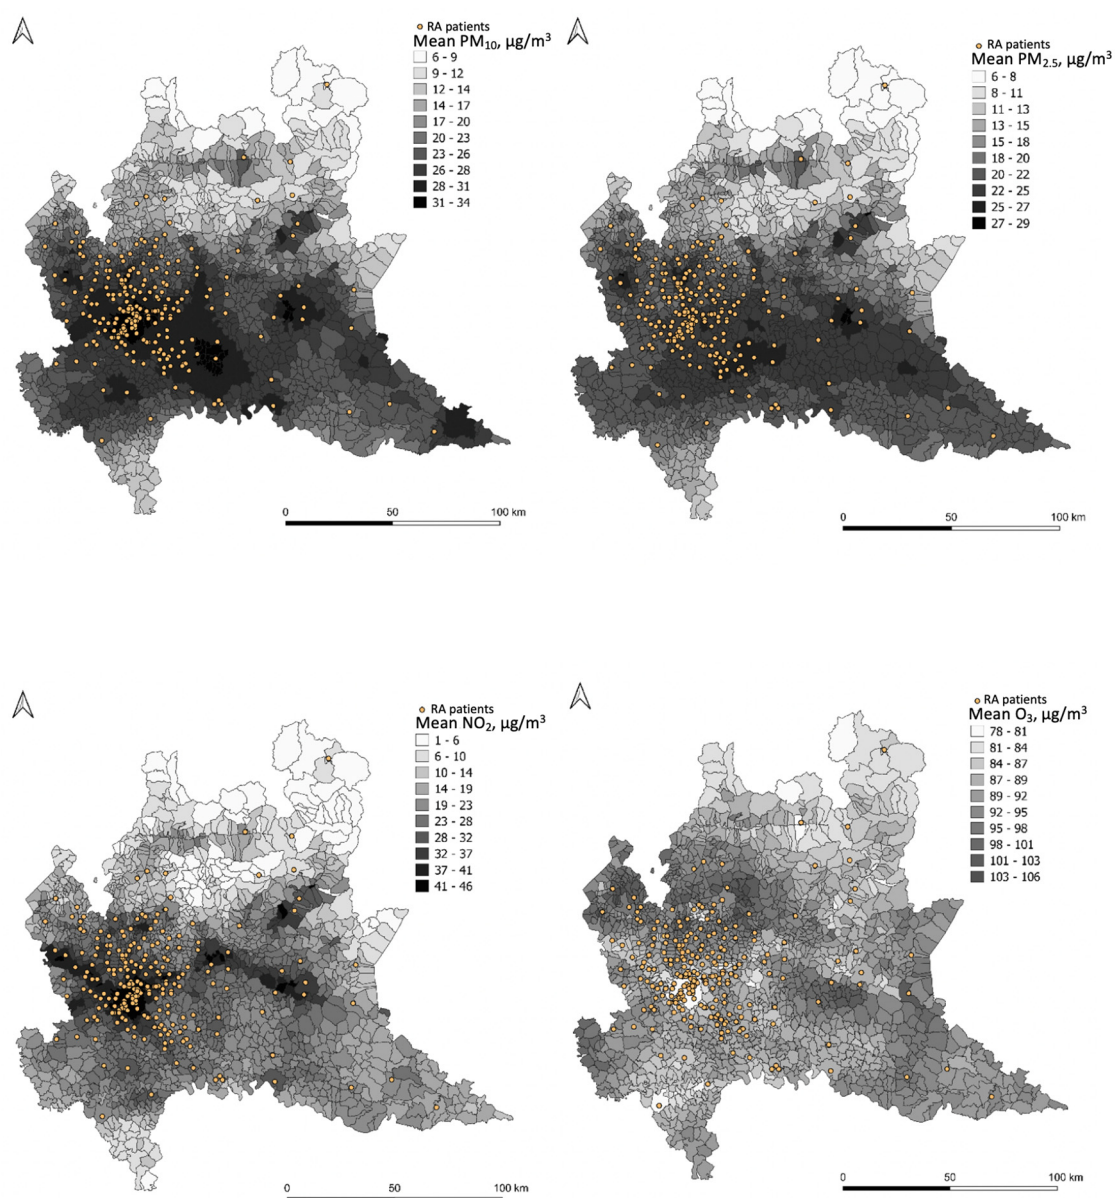 RA patients
Mean PM₁₀, µg/m³
6 - 9
9 - 12
12 - 14
14 - 17
17 - 20
20 - 23
23 - 26
26 - 28
28 - 31
31 - 34
0 50 100 km
RA patients
Mean PM₂.₅, µg/m³
6 - 8
8 - 11
11 - 13
13 - 15
15 - 18
18 - 20
20 - 22
22 - 25
25 - 27
27 - 29
0 50 100 km
RA patients
Mean NO₂, µg/m³
1 - 6
6 - 10
10 - 14
14 - 19
19 - 23
23 - 28
28 - 32
32 - 37
37 - 41
41 - 46
0 50 100 km
RA patients
Mean O₃, µg/m³
78 - 81
81 - 84
84 - 87
87 - 89
89 - 92
92 - 95
95 - 98
98 - 101
101 - 103
103 - 106
0 50 100 km